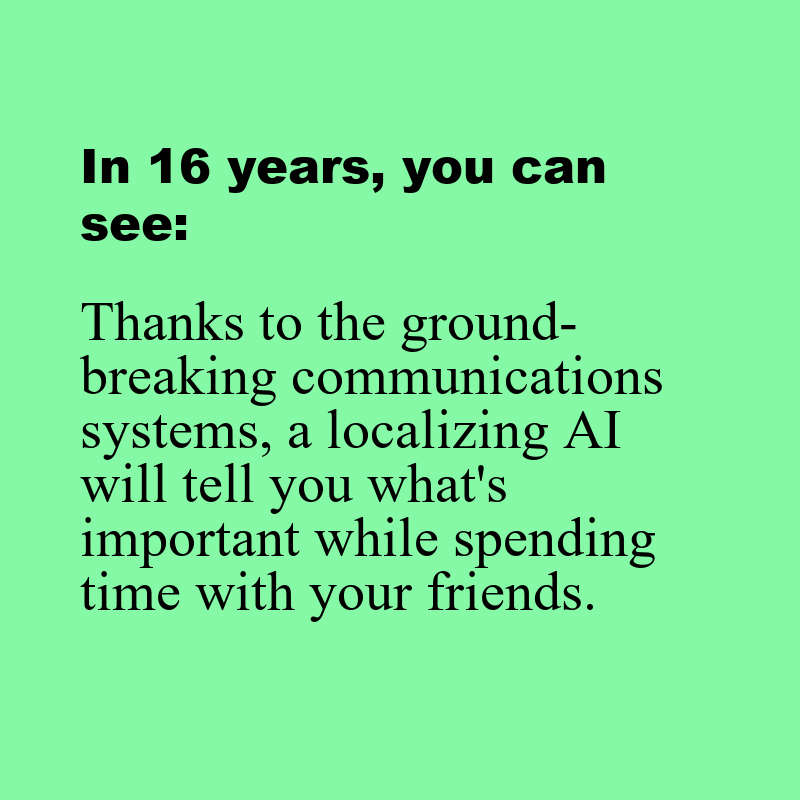 In 16 years, you can
see:
Thanks to the ground-
breaking communications
systems, a localizing AI
will tell you what's
important while spending
time with your friends.